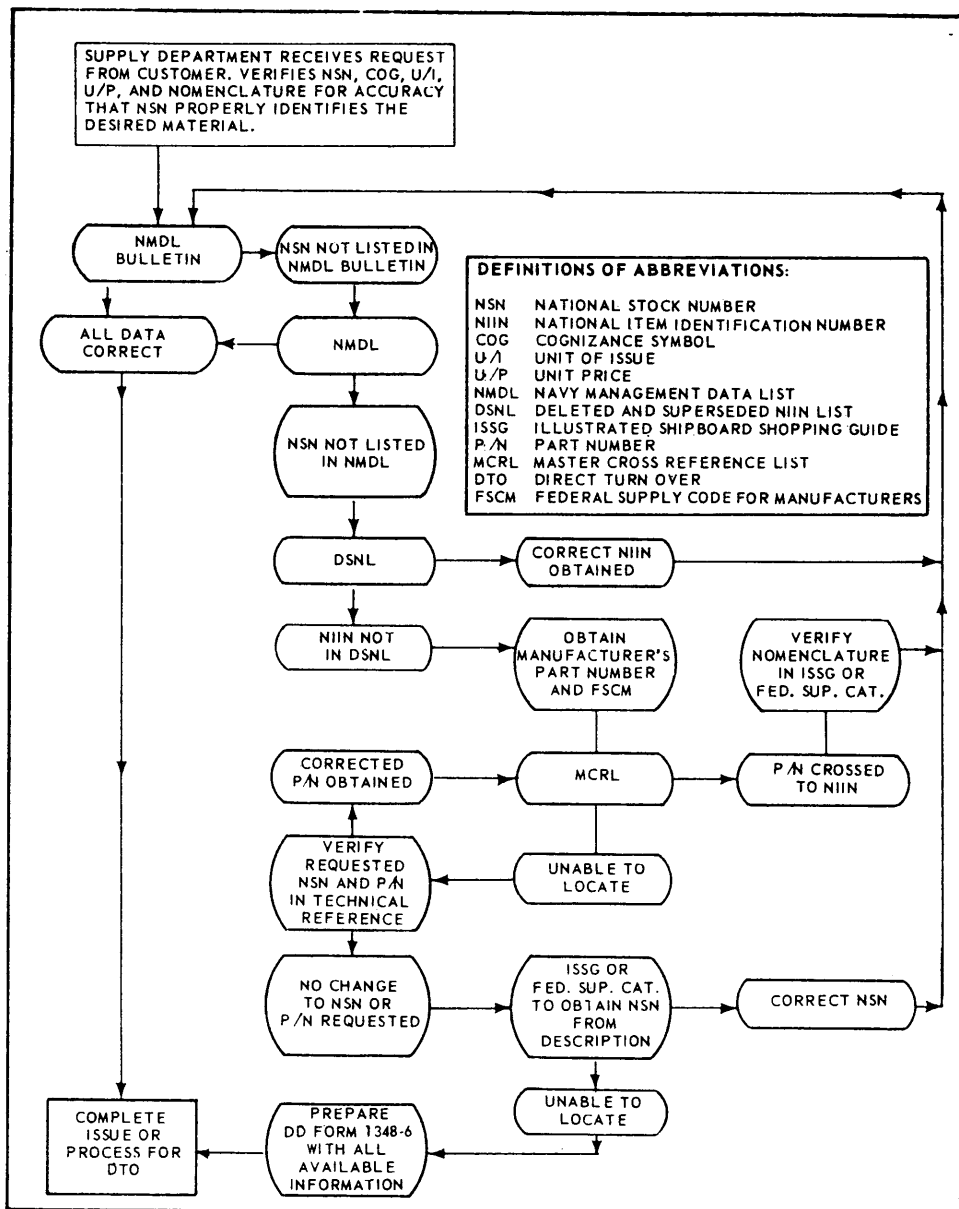 SUPPLY DEPARTMENT RECEIVES REQUEST
FROM CUSTOMER. VERIFIES NSN, COG, U/I,
U/P, AND NOMENCLATURE FOR ACCURACY
THAT NSN PROPERLY IDENTIFIES THE
DESIRED MATERIAL.
NMDL
BULLETIN
NSN NOT LISTED IN
NMDL BULLETIN
ALL DATA
CORRECT
NMDL
DEFINITIONS OF ABBREVIATIONS:
NSN NATIONAL STOCK NUMBER
NIIN NATIONAL ITEM IDENTIFICATION NUMBER
COG COGNIZANCE SYMBOL
U/I UNIT OF ISSUE
U/P UNIT PRICE
NMDL NAVY MANAGEMENT DATA LIST
DSNL DELETED AND SUPERSEDED NIIN LIST
ISSG ILLUSTRATED SHIPBOARD SHOPPING GUIDE
P/N PART NUMBER
MCRL MASTER CROSS REFERENCE LIST
DTO DIRECT TURN OVER
FSCM FEDERAL SUPPLY CODE FOR MANUFACTURERS
NSN NOT LISTED
IN NMDL
DSNL
CORRECT NIIN
OBTAINED
NIIN NOT
IN DSNL
OBTAIN
MANUFACTURER'S
PART NUMBER
AND FSCM
VERIFY
NOMENCLATURE
IN ISSG OR
FED. SUP. CAT.
CORRECTED
P/N OBTAINED
MCRL
P/N CROSSED
TO NIIN
VERIFY
REQUESTED
NSN AND P/N
IN TECHNICAL
REFERENCE
UNABLE TO
LOCATE
NO CHANGE
TO NSN OR
P/N REQUESTED
ISSG OR
FED. SUP. CAT.
TO OBTAIN NSN
FROM
DESCRIPTION
CORRECT NSN
UNABLE TO
LOCATE
PREPARE
DD FORM 1348-6
WITH ALL
AVAILABLE
INFORMATION
COMPLETE
ISSUE OR
PROCESS FOR
DTO